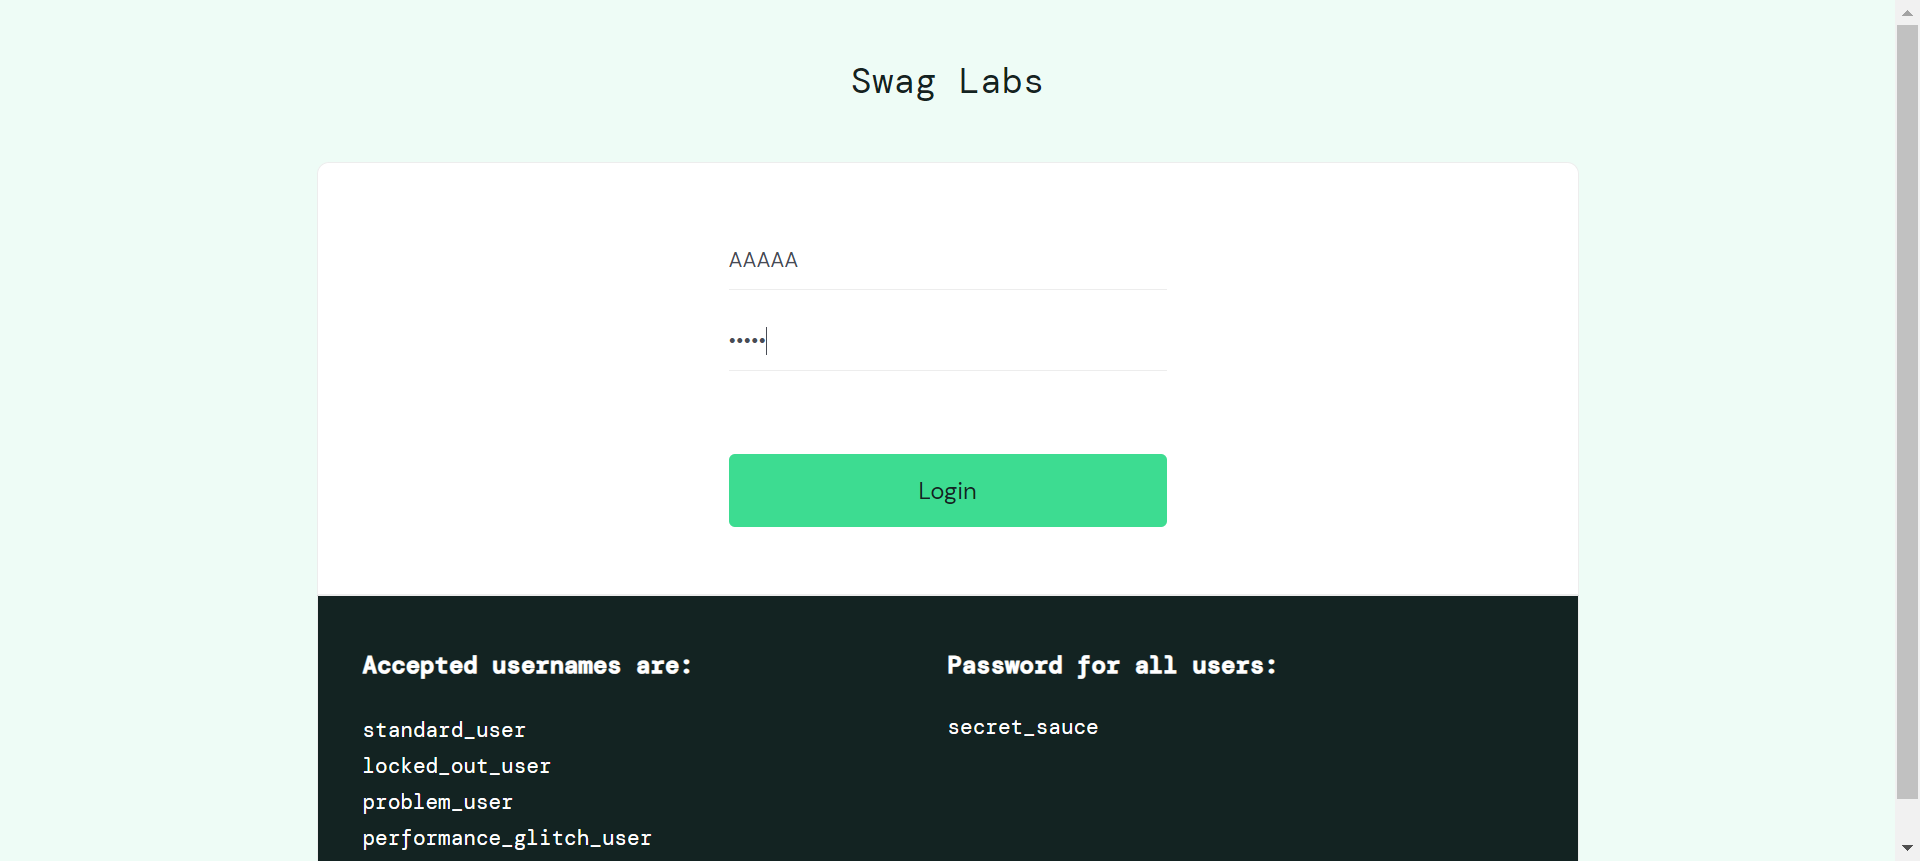 Swag Labs
AAAAA
•••••
Login
Accepted usernames are:
standard_user
locked_out_user
problem_user
performance_glitch_user
Password for all users:
secret_sauce